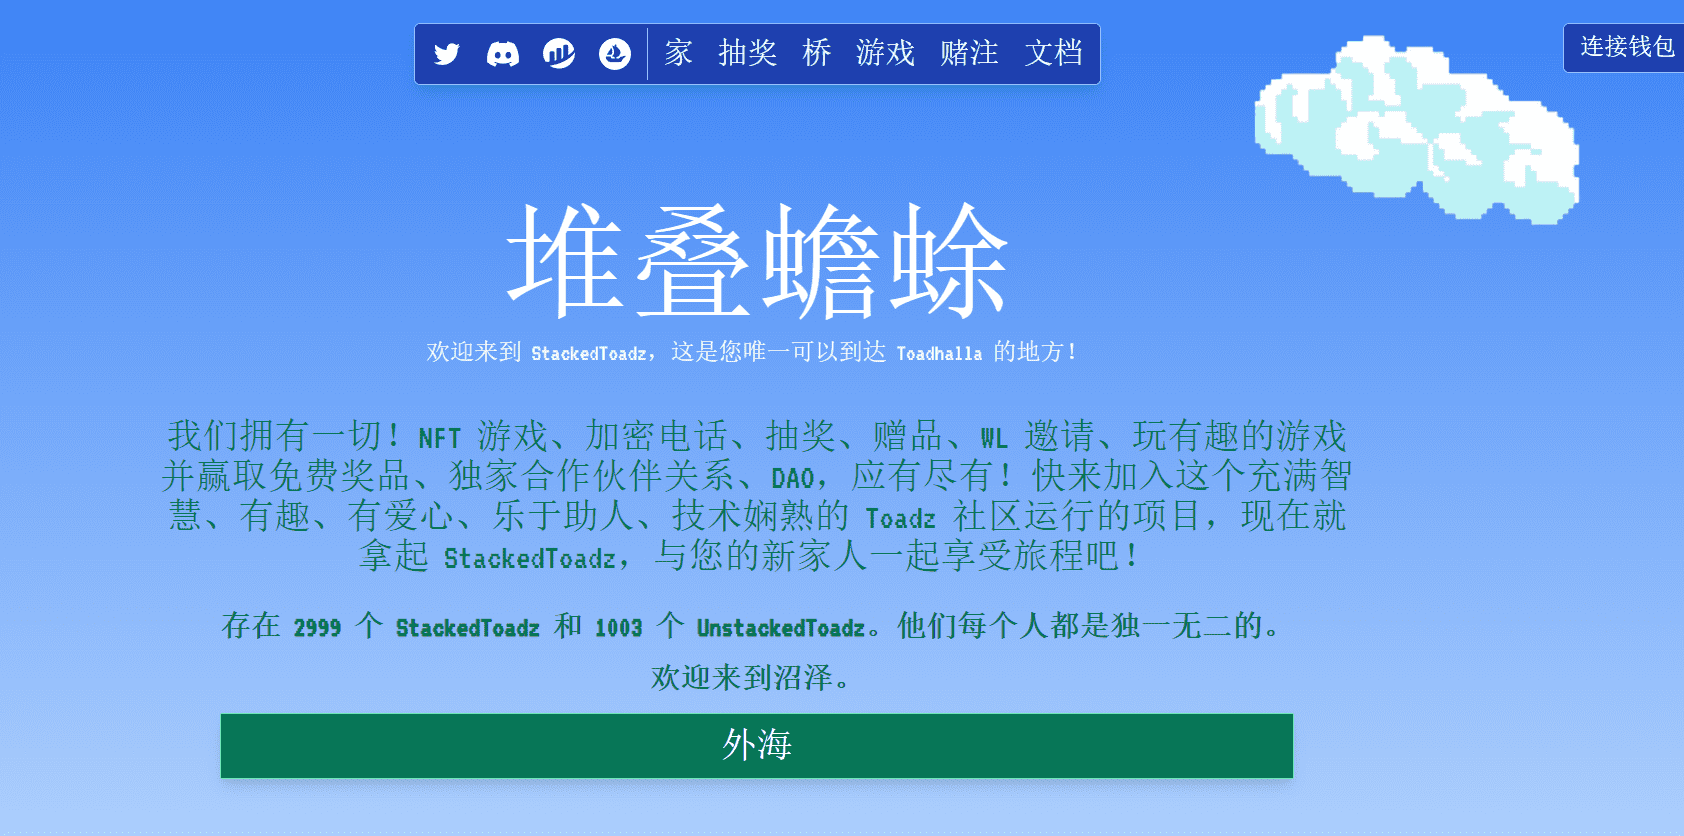 家 抽奖 桥 游戏 赌注 文档
连接钱包
堆叠蟾蜍
欢迎来到 StackedToadz，这是您唯一可以到达 Toadhalla 的地方！
我们拥有一切！NFT 游戏、加密电话、抽奖、赠品、WL 邀请、玩有趣的游戏
并赢取免费奖品、独家合作伙伴关系、DAO，应有尽有！快来加入这个充满智
慧、有趣、有爱心、乐于助人、技术娴熟的 Toadz 社区运行的项目，现在就
拿起 StackedToadz，与您的新家人一起享受旅程吧！
存在 2999 个 StackedToadz 和 1003 个 UnstackedToadz。他们每个人都是独一无二的。
欢迎来到沼泽。
外海